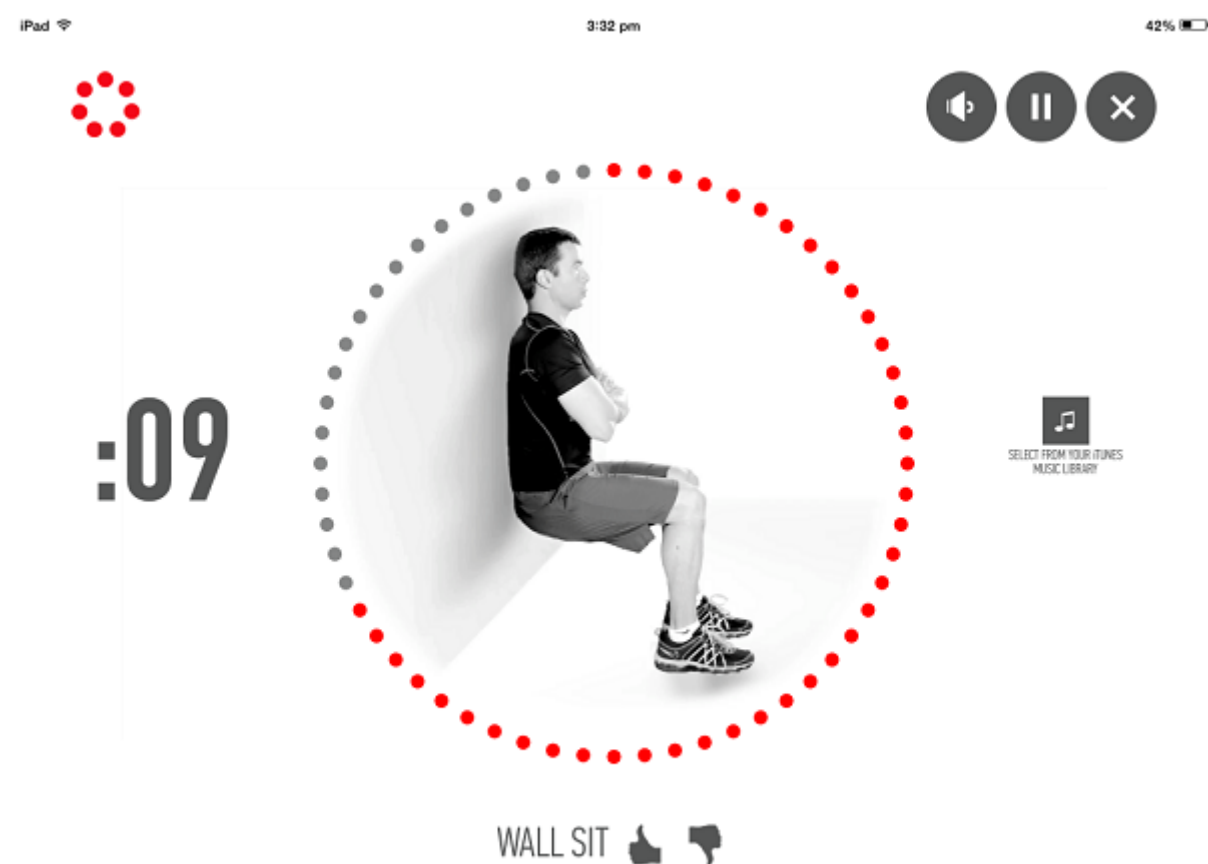 iPad 3:32 pm 42%
:09
SELECT FROM YOUR iTUNES
MUSIC LIBRARY
WALL SIT